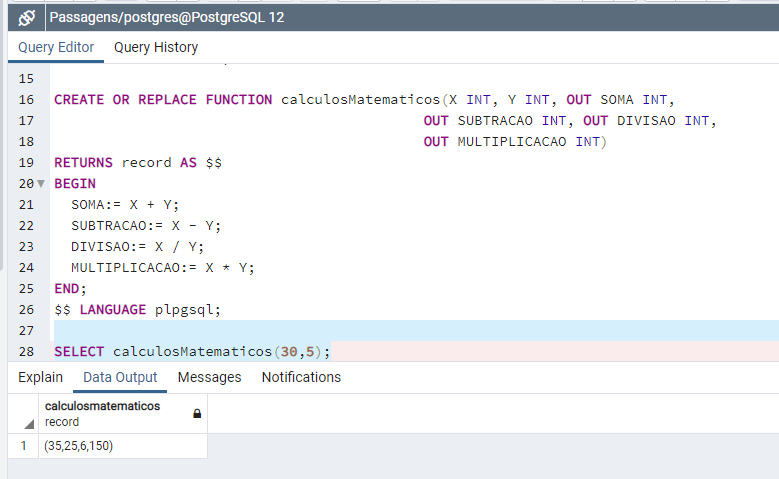 Passagens/postgres@PostgreSQL 12
Query Editor Query History
15
16 CREATE OR REPLACE FUNCTION calculosMatematicos(X INT, Y INT, OUT SOMA INT,
17 OUT SUBTRACAO INT, OUT DIVISAO INT,
18 OUT MULTIPLICACAO INT)
19 RETURNS record AS $$
20 BEGIN
21 SOMA:= X + Y;
22 SUBTRACAO:= X - Y;
23 DIVISAO:= X / Y;
24 MULTIPLICACAO:= X * Y;
25 END;
26 $$ LANGUAGE plpgsql;
27
28 SELECT calculosMatematicos(30,5);
Explain Data Output Messages Notifications
calculosmatematicos
record
1 (35,25,6,150)